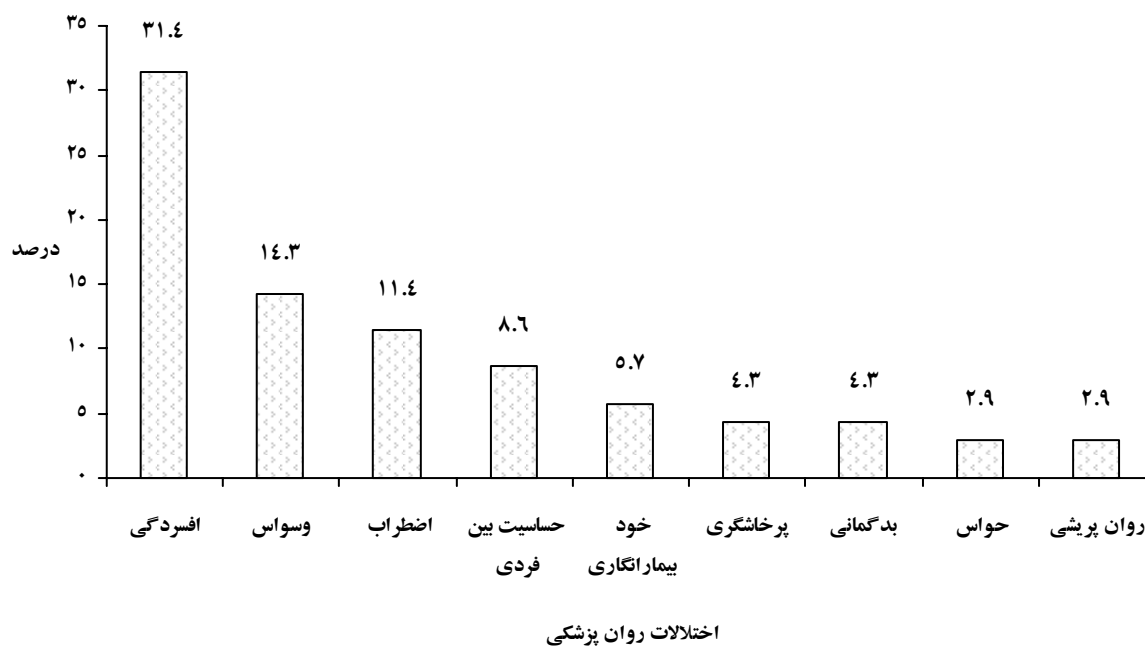 ۳۵
۳۰
۲۵
۲۰
۱۵
۱۰
۵
۰
درصد
۳۱.٤
۱٤.۳
۱۱.٤
۸.٦
٥.۷
٤.۳
٤.۳
۲.۹
۲.۹
افسردگی
وسواس
اضطراب
حساسیت بین
فردی
خود
بیمارانگاری
پرخاشگری
بدگمانی
حواس
روان پریشی
اختلالات روان پزشکی